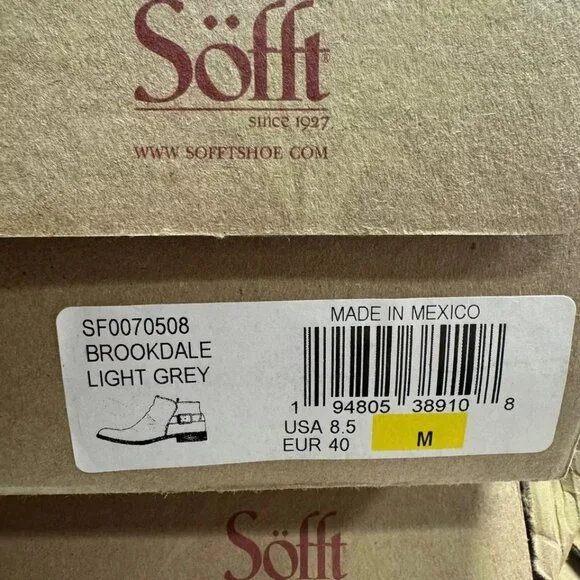 Söfft
since 1927
WWW SOFFTSHOE COM
SF0070508
BROOKDALE
LIGHT GREY
MADE IN MEXICO
1 94805 38910 8
USA 8.5
EUR 40
M
Söfft